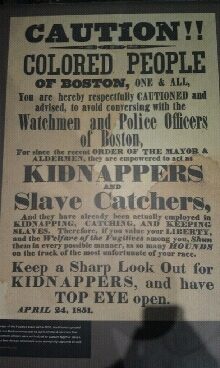 CAUTION!!
COLORED PEOPLE
OF BOSTON, ONE & ALL,
You are hereby respectfully CAUTIONED and
advised, to avoid conversing with the
Watchmen and Police Officers
of Boston,
For since the recent ORDER OF THE MAYOR &
ALDERMEN, they are empowered to act as
KIDNAPPERS
AND
Slave Catchers,
And they have already been actually employed in
KIDNAPPING, CATCHING, AND KEEPING
SLAVES. Therefore, if you value your LIBERTY,
and the Welfare of the Fugitives among you, Shun
them in every possible manner, as so many HOUNDS
on the track of the most unfortunate of your race.
Keep a Sharp Look Out for
KIDNAPPERS, and have
TOP EYE open.
APRIL 24, 1851.